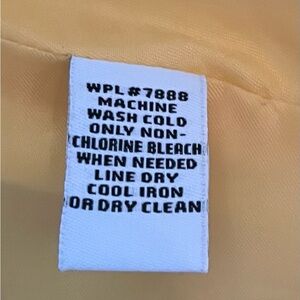 WPL #7888
MACHINE
WASH COLD
ONLY NON-
CHLORINE BLEACH
WHEN NEEDED
LINE DRY
COOL IRON
OR DRY CLEAN